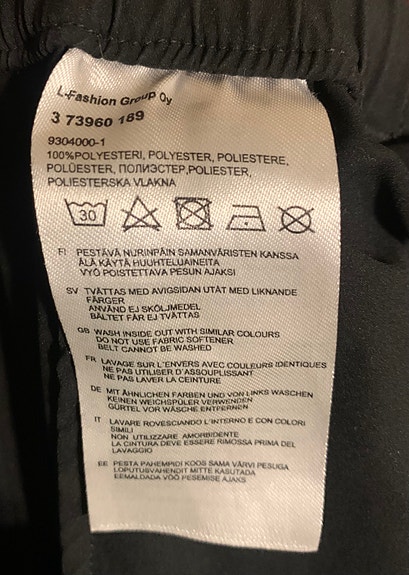 L-Fashion Group Oy
3 73960 189
9304000-1
100%POLYESTERI, POLYESTER, POLIESTERE,
POLÜESTER, ПОЛИЭСТЕР,POLIESTER,
POLIESTERSKA VLAKNA
30
FI PESTÄVÄ NURINPÄIN SAMANVÄRISTEN KANSSA
ÄLÄ KÄYTÄ HUUHTELUAINEITA
VYÖ POISTETTAVA PESUN AJAKSI
SV TVÄTTAS MED AVIGSIDAN UTÅT MED LIKNANDE
FÄRGER
ANVÄND EJ SKÖLJMEDEL
BÄLTET FÅR EJ TVÄTTAS
GB WASH INSIDE OUT WITH SIMILAR COLOURS
DO NOT USE FABRIC SOFTENER
BELT CANNOT BE WASHED
FR LAVAGE SUR L'ENVERS AVEC COULEURS IDENTIQUES
NE PAS UTILISER D'ASSOUPLISSANT
NE PAS LAVER LA CEINTURE
DE MIT ÄHNLICHEN FARBEN UND VON LINKS WASCHEN
KEINEN WEICHSPÜLER VERWENDEN
GÜRTEL VOR WÄSCHE ENTFERNEN
IT LAVARE ROVESCIANDO L'INTERNO E CON COLORI
SIMILI
NON UTILIZZARE AMORBIDENTE
LA CINTURA DEVE ESSERE RIMOSSA PRIMA DEL
LAVAGGIO
EE PESTA PAHEMPIDI KOOS SAMA VÄRVI PESUGA
LOPUTUSVAHENDIT MITTE KASUTADA
EEMALDADA VÖÖ PESEMISE AJAKS